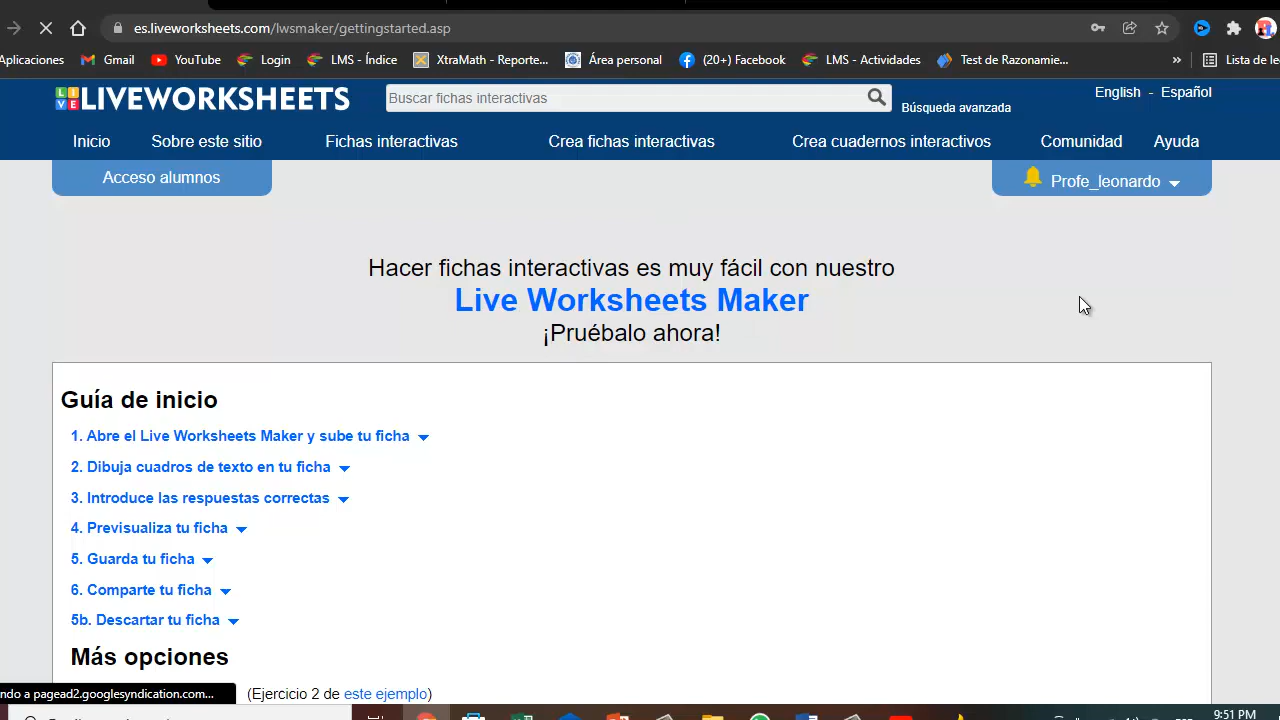 es.liveworksheets.com/lwsmaker/gettingstarted.asp
Aplicaciones Gmail YouTube Login LMS - Índice XtraMath - Reporte... Área personal (20+) Facebook LMS - Actividades Test de Razonamie... » Lista de le
LIVEWORKSHEETS Buscar fichas interactivas Búsqueda avanzada English - Español
Inicio Sobre este sitio Fichas interactivas Crea fichas interactivas Crea cuadernos interactivos Comunidad Ayuda
Acceso alumnos Profe_leonardo
Hacer fichas interactivas es muy fácil con nuestro
Live Worksheets Maker
¡Pruébalo ahora!
Guía de inicio
1. Abre el Live Worksheets Maker y sube tu ficha
2. Dibuja cuadros de texto en tu ficha
3. Introduce las respuestas correctas
4. Previsualiza tu ficha
5. Guarda tu ficha
6. Comparte tu ficha
5b. Descartar tu ficha
Más opciones
ndo a pagead2.googlesyndication.com... (Ejercicio 2 de este ejemplo)
9:51 PM